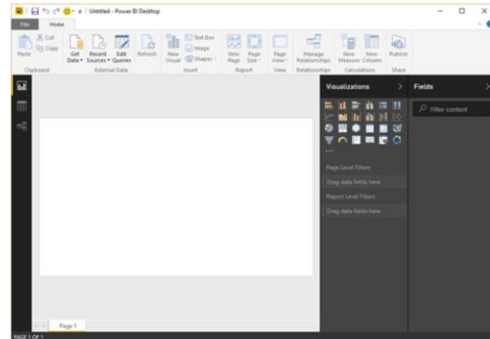 Untitled - Power BI Desktop
File Home
Paste
Cut
Copy
Get Data
Recent Sources
Edit Queries
Refresh
New Visual
Text Box
Image
Shapes
New Page
Page Size
Page View
Manage Relationships
New Measure
New Column
Publish
Clipboard External Data Insert Report View Relationships Calculations Share
Visualizations
Fields
Filter content
Page Level Filters
Drag data fields here
Report Level Filters
Drag data fields here
Page 1
PAGE 1 OF 1